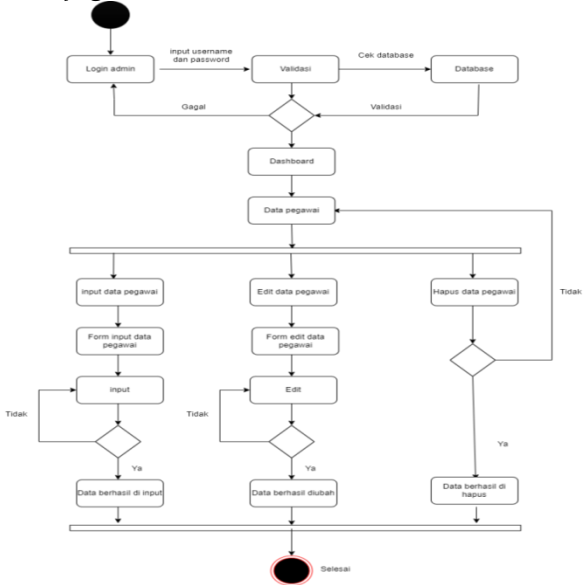 input username
dan password
Login admin
Validasi
Cek database
Database
Gagal
Validasi
Dashboard
Data pegawai
input data pegawai
Edit data pegawai
Hapus data pegawai
Tidak
Form input data
pegawai
Form edit data
pegawai
input
Edit
Tidak
Tidak
Ya
Ya
Ya
Data berhasil di input
Data berhasil diubah
Data berhasil di
hapus
Selesai